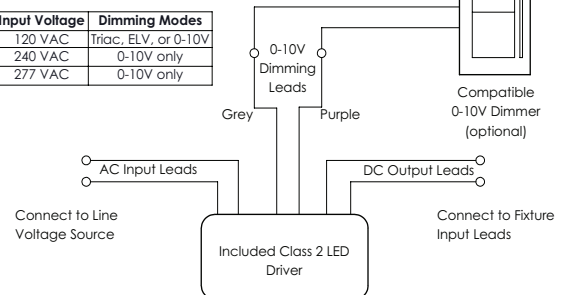 Input Voltage Dimming Modes
120 VAC Triac, ELV, or 0-10V
240 VAC 0-10V only
277 VAC 0-10V only
0-10V
Dimming
Leads
Grey
Purple
Compatible
0-10V Dimmer
(optional)
AC Input Leads
DC Output Leads
Connect to Line
Voltage Source
Connect to Fixture
Input Leads
Included Class 2 LED
Driver